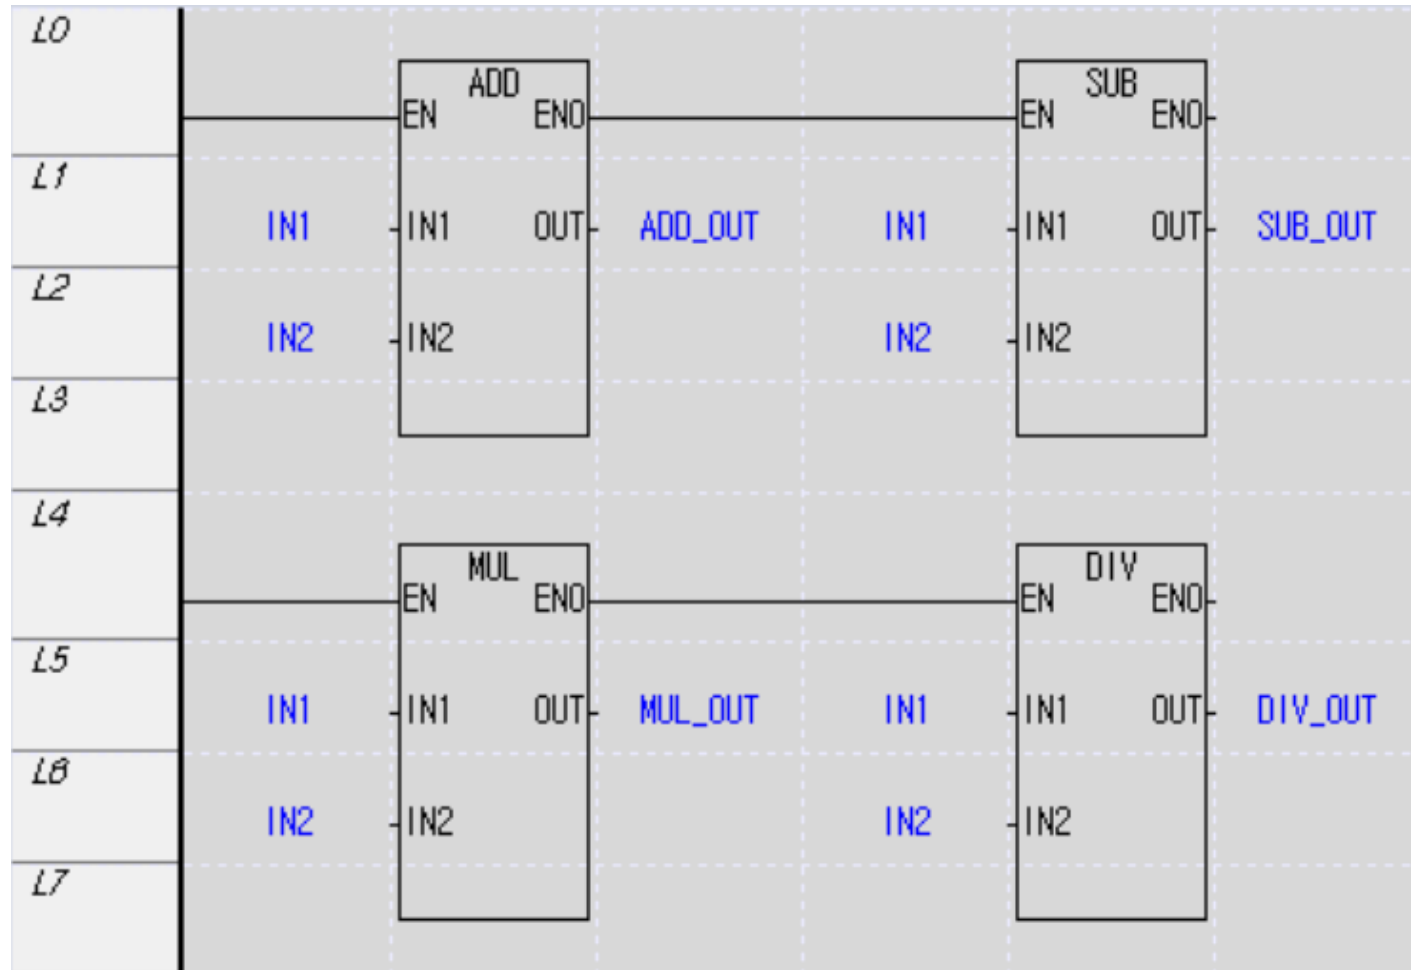 L0
ADD SUB
EN ENO EN ENO
L1
IN1 IN1 OUT ADD_OUT IN1 IN1 OUT SUB_OUT
L2
IN2 IN2 IN2 IN2
L3
L4
MUL DIV
EN ENO EN ENO
L5
IN1 IN1 OUT MUL_OUT IN1 IN1 OUT DIV_OUT
L6
IN2 IN2 IN2 IN2
L7